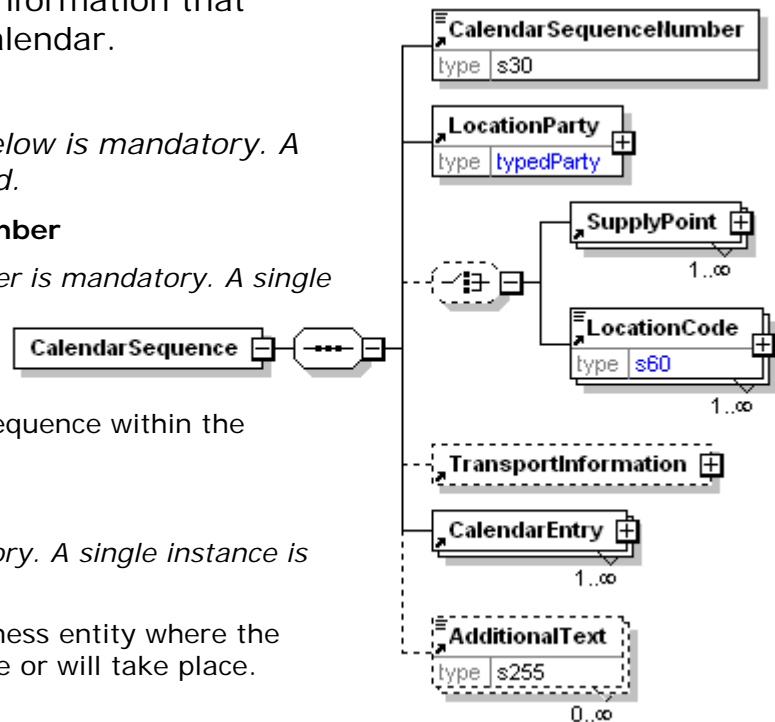 nformation that
alendar.
elow is mandatory. A
d.
mber
er is mandatory. A single
equence within the
ory. A single instance is
ness entity where the
e or will take place.
CalendarSequence
CalendarSequenceNumber
type s30
LocationParty
type typedParty
SupplyPoint
1..∞
LocationCode
type s60
1..∞
TransportInformation
CalendarEntry
1..∞
AdditionalText
type s255
0..∞